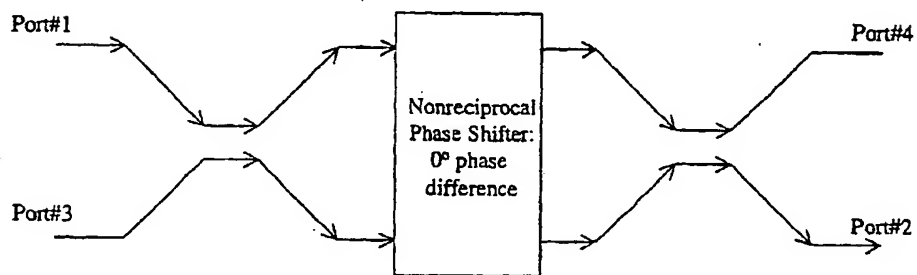 Port#1
Port#4
Nonreciprocal
Phase Shifter:
0° phase
difference
Port#3
Port#2